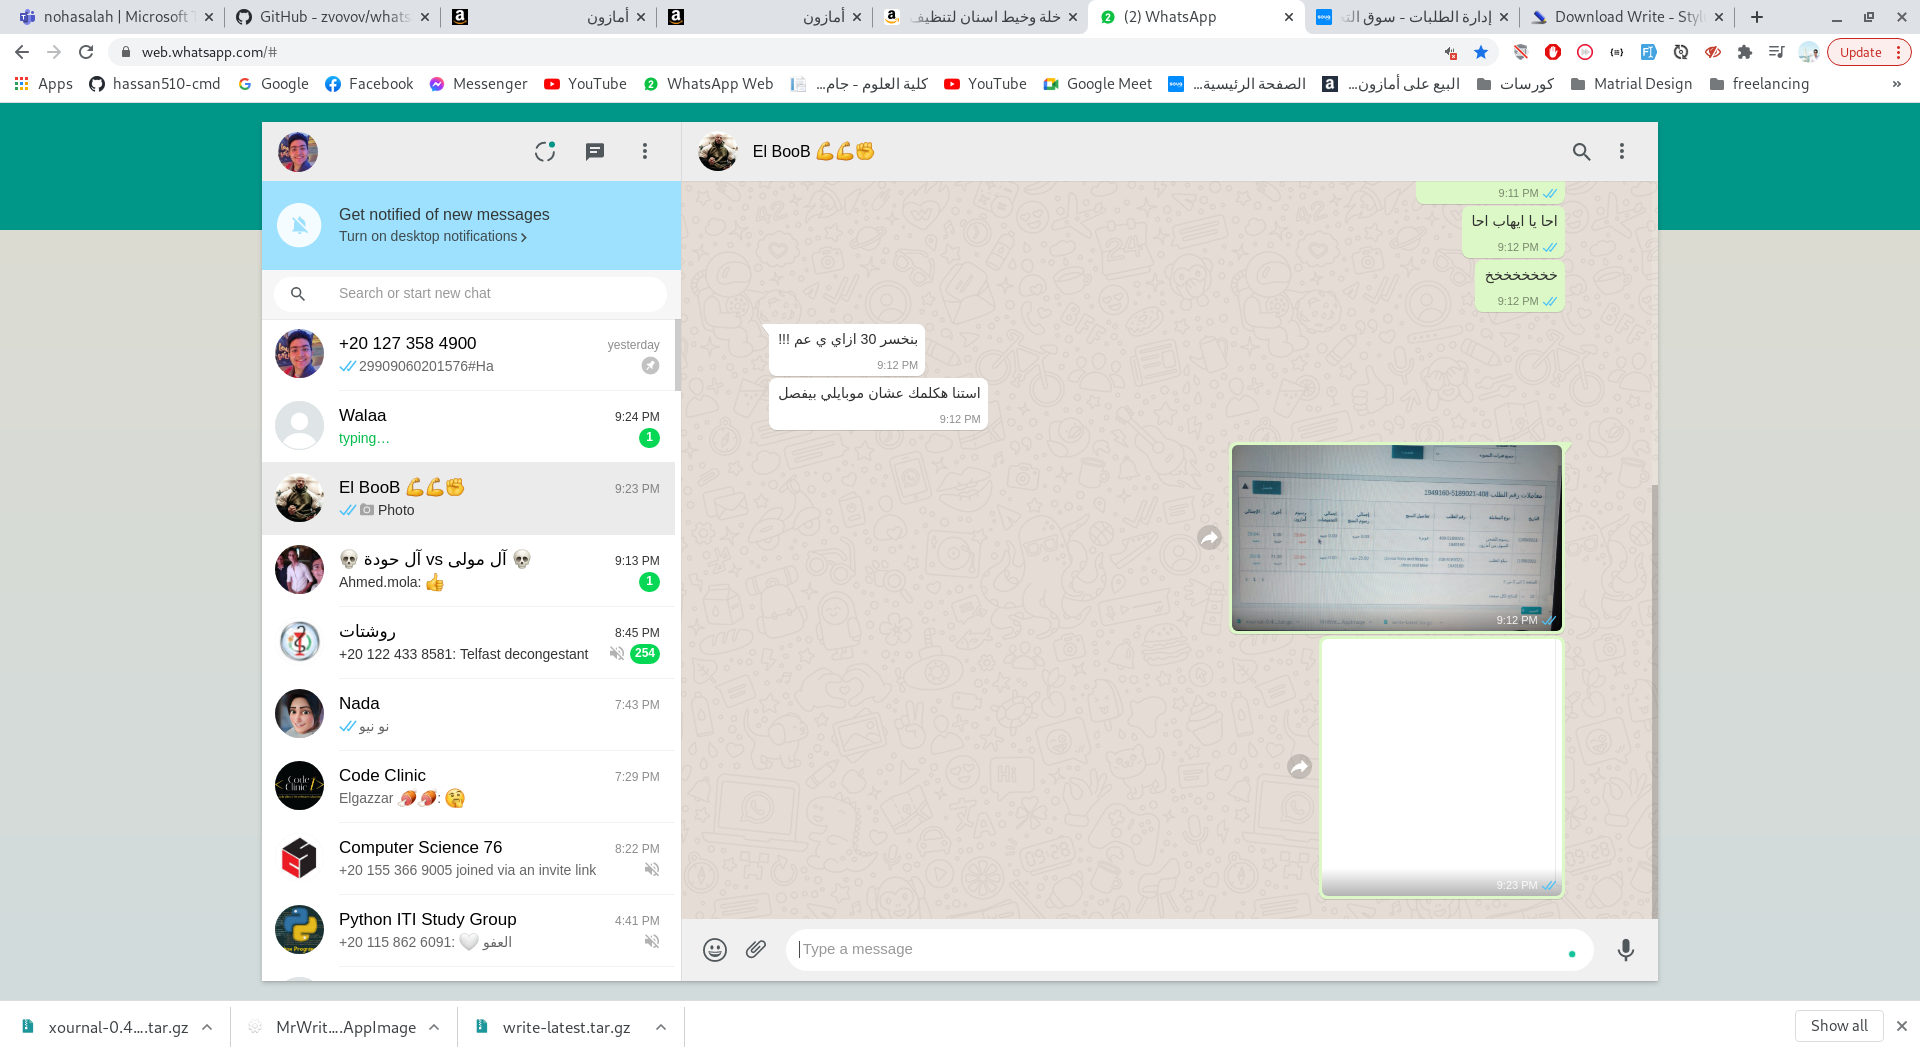 nohasalah | Microsoft T
GitHub - zvovov/whats
أمازون
أمازون
خلة وخيط اسنان لتنظيف
(2) WhatsApp
إدارة الطلبات - سوق الت
Download Write - Styl
web.whatsapp.com/#
Update
Apps
hassan510-cmd
Google
Facebook
Messenger
YouTube
WhatsApp Web
كلية العلوم - جام...
YouTube
Google Meet
الصفحة الرئيسية...
البيع على أمازون...
كورسات
Matrial Design
freelancing
»
El BooB 💪💪✊
Get notified of new messages
Turn on desktop notifications
Search or start new chat
+20 127 358 4900
yesterday
29909060201576#Ha
Walaa
9:24 PM
typing…
1
El BooB 💪💪✊
9:23 PM
Photo
💀 آل مولى vs آل حودة 💀
9:13 PM
Ahmed.mola: 👍
1
روشتات
8:45 PM
+20 122 433 8581: Telfast decongestant
254
Nada
7:43 PM
نو نيو
Code Clinic
7:29 PM
Elgazzar 🍖🍖: 🤔
Computer Science 76
8:22 PM
+20 155 366 9005 joined via an invite link
Python ITI Study Group
4:41 PM
+20 115 862 6091: 🤍 العفو
9:11 PM
احا يا ايهاب احا
9:12 PM
خخخخخخخخ
9:12 PM
بنخسر 30 ازاي ي عم !!!
9:12 PM
استنا هكلمك عشان موبايلي بيفصل
9:12 PM
معاملات رقم الطلب 408-5189021-1949160
9:12 PM
9:23 PM
Type a message
xournal-0.4....tar.gz
MrWrit....AppImage
write-latest.tar.gz
Show all